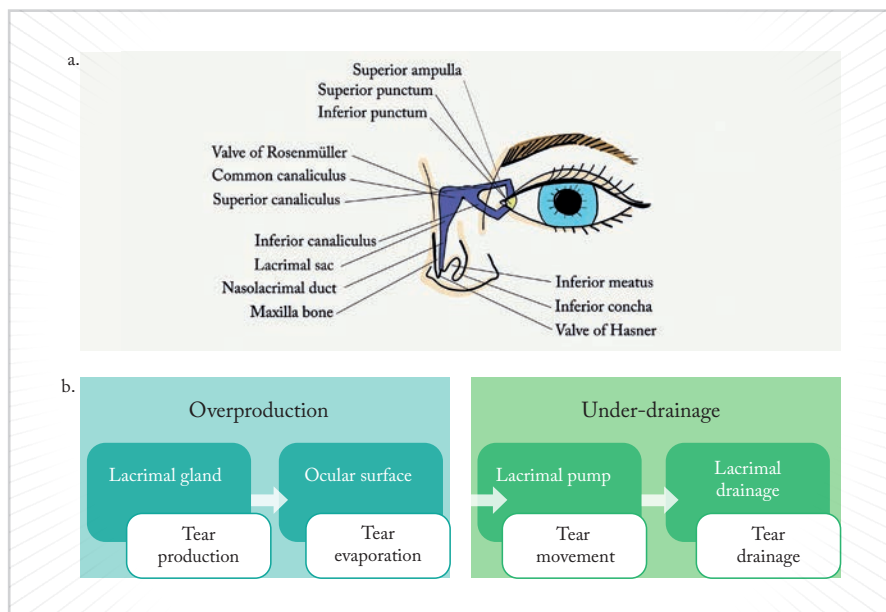 a.
Superior ampulla
Superior punctum
Inferior punctum
Valve of Rosenmüller
Common canaliculus
Superior canaliculus
Inferior canaliculus
Lacrimal sac
Nasolacrimal duct
Maxilla bone
Inferior meatus
Inferior concha
Valve of Hasner
b.
Overproduction
Under-drainage
Lacrimal gland
Tear
production
Ocular surface
Tear
evaporation
Lacrimal pump
Tear
movement
Lacrimal
drainage
Tear
drainage